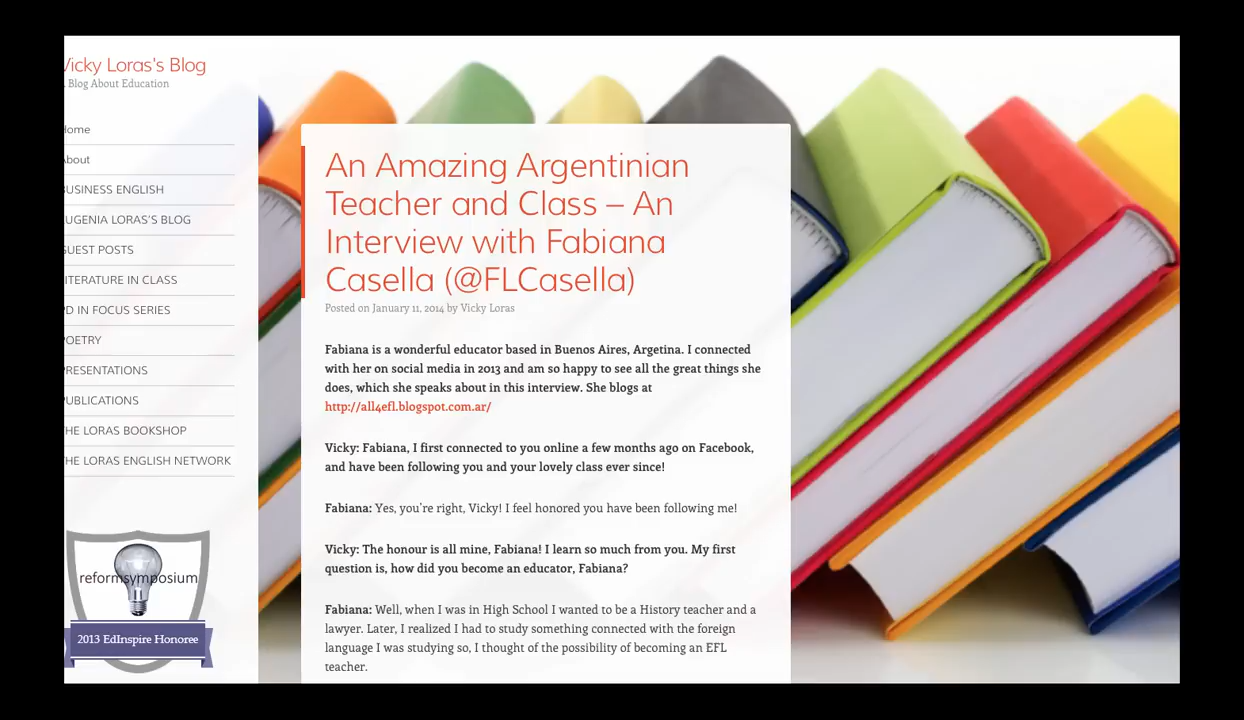 Vicky Loras's Blog
Blog About Education
Home
About
BUSINESS ENGLISH
EUGENIA LORAS'S BLOG
GUEST POSTS
LITERATURE IN CLASS
PD IN FOCUS SERIES
POETRY
PRESENTATIONS
PUBLICATIONS
THE LORAS BOOKSHOP
THE LORAS ENGLISH NETWORK
reformsymposium
2013 EdInspire Honoree
An Amazing Argentinian
Teacher and Class – An
Interview with Fabiana
Casella (@FLCasella)
Posted on January 11, 2014 by Vicky Loras
Fabiana is a wonderful educator based in Buenos Aires, Argetina. I connected
with her on social media in 2013 and am so happy to see all the great things she
does, which she speaks about in this interview. She blogs at
http://all4efl.blogspot.com.ar/
Vicky: Fabiana, I first connected to you online a few months ago on Facebook,
and have been following you and your lovely class ever since!
Fabiana: Yes, you're right, Vicky! I feel honored you have been following me!
Vicky: The honour is all mine, Fabiana! I learn so much from you. My first
question is, how did you become an educator, Fabiana?
Fabiana: Well, when I was in High School I wanted to be a History teacher and a
lawyer. Later, I realized I had to study something connected with the foreign
language I was studying so, I thought of the possibility of becoming an EFL
teacher.